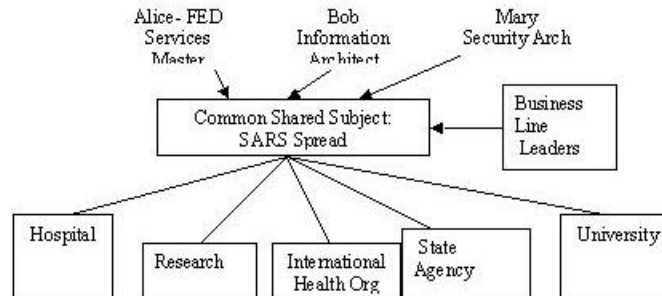 Alice- FED
Services
Master
Bob
Information
Architect
Mary
Security Arch
Common Shared Subject:
SARS Spread
Business
Line
Leaders
Hospital
Research
International
Health Org
State
Agency
University